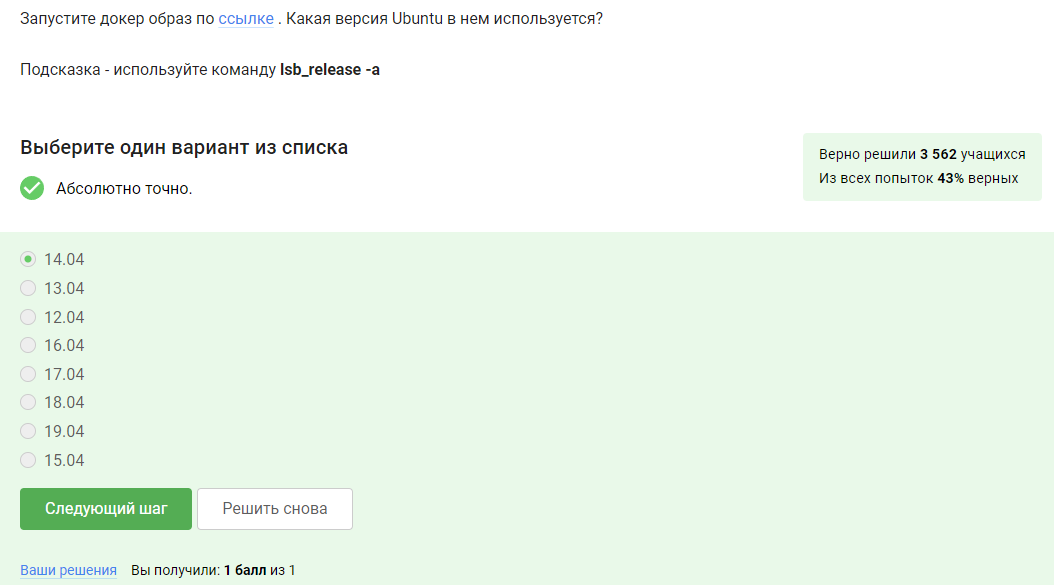 Запустите докер образ по ссылке . Какая версия Ubuntu в нем используется?
Подсказка - используйте команду lsb_release -a
Выберите один вариант из списка
Абсолютно точно.
Верно решили 3 562 учащихся
Из всех попыток 43% верных
14.04
13.04
12.04
16.04
17.04
18.04
19.04
15.04
Следующий шаг
Решить снова
Ваши решения Вы получили: 1 балл из 1